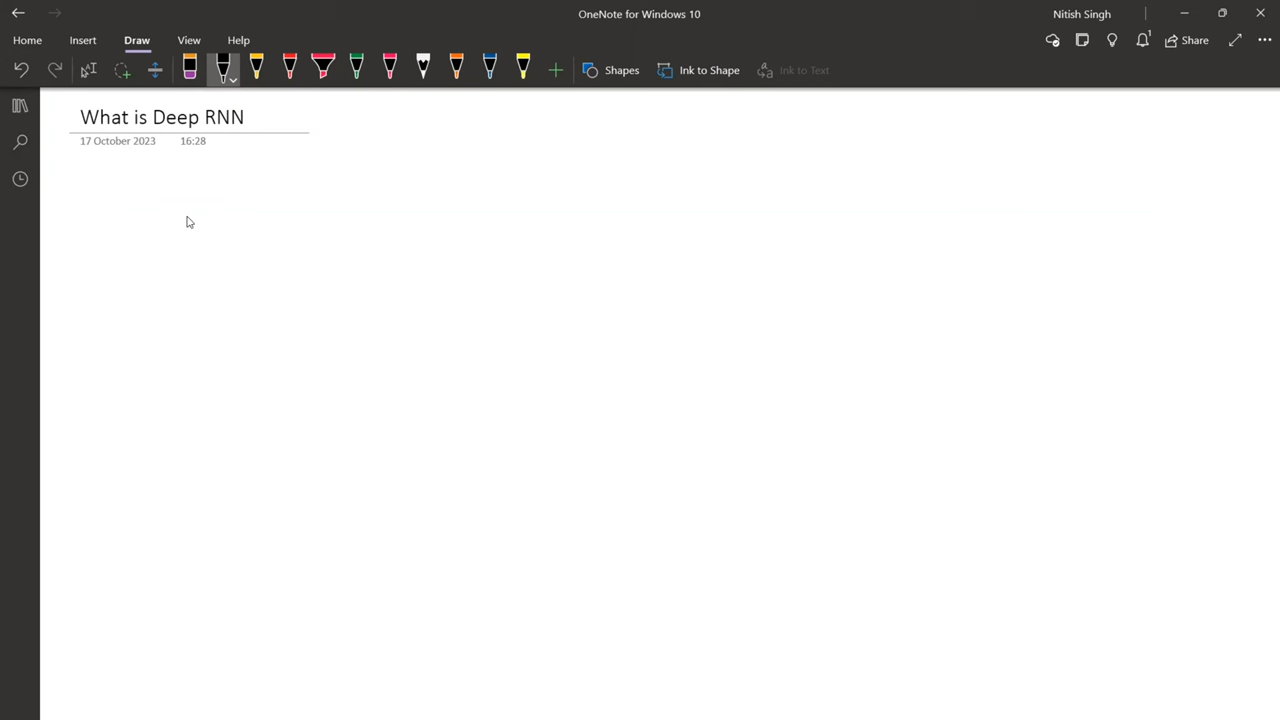 OneNote for Windows 10
Nitish Singh
Home Insert Draw View Help
1
Share
Shapes Ink to Shape Ink to Text
What is Deep RNN
17 October 2023 16:28